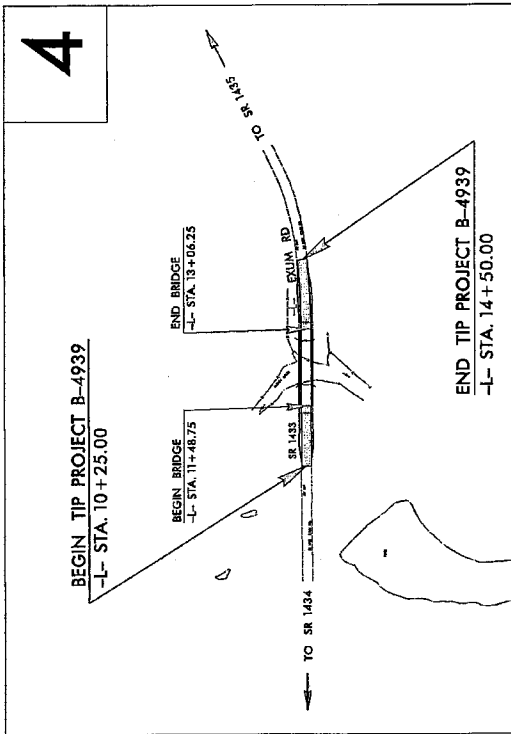 4
BEGIN TIP PROJECT B-4939
-L- STA. 10+25.00
BEGIN BRIDGE
-L- STA. 11+48.75
END BRIDGE
-L- STA. 13+06.25
TO SR 1435
SR 1433
-L- EXUM RD
TO SR 1434
END TIP PROJECT B-4939
-L- STA. 14+50.00